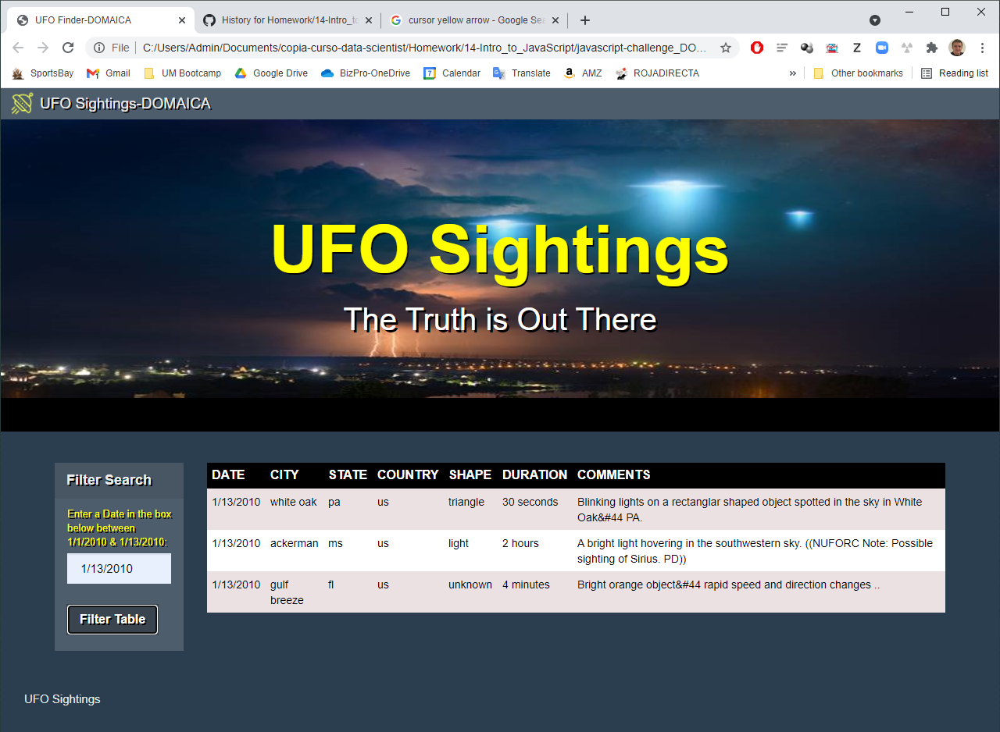 UFO Finder-DOMAICA
History for Homework/14-Intro_to
cursor yellow arrow - Google Sea
File
C:/Users/Admin/Documents/copia-curso-data-scientist/Homework/14-Intro_to_JavaScript/javascript-challenge_DO...
SportsBay
Gmail
UM Bootcamp
Google Drive
BizPro-OneDrive
7
Calendar
Translate
AMZ
ROJADIRECTA
»
Other bookmarks
Reading list
UFO Sightings-DOMAICA
UFO Sightings
The Truth is Out There
Filter Search
Enter a Date in the box
below between
1/1/2010 & 1/13/2010:
1/13/2010
Filter Table
DATE CITY STATE COUNTRY SHAPE DURATION COMMENTS
1/13/2010 white oak pa us triangle 30 seconds Blinking lights on a rectanglar shaped object spotted in the sky in White
Oak&#44 PA.
1/13/2010 ackerman ms us light 2 hours A bright light hovering in the southwestern sky. ((NUFORC Note: Possible
sighting of Sirius. PD))
1/13/2010 gulf fl us unknown 4 minutes Bright orange object&#44 rapid speed and direction changes ..
breeze
UFO Sightings